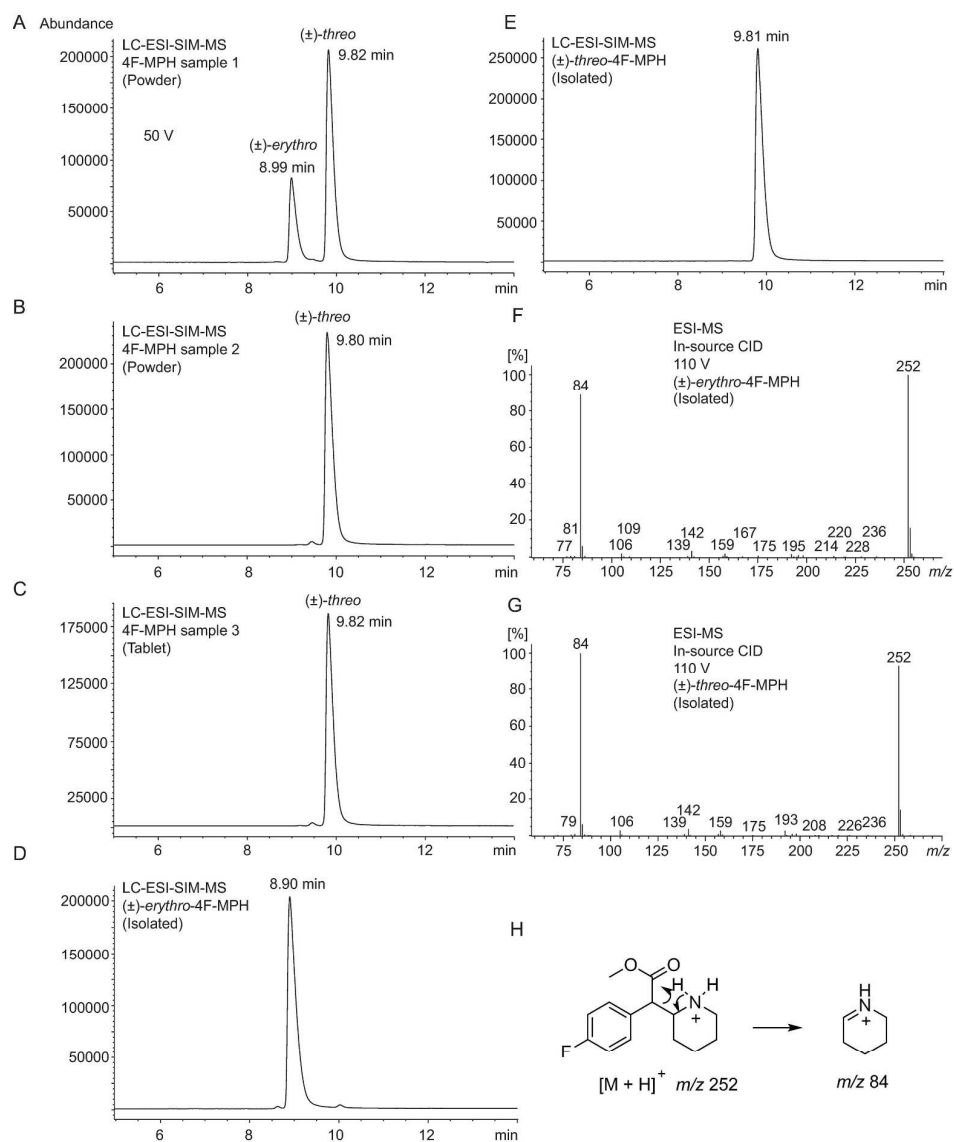 A
Abundance
LC-ESI-SIM-MS
4F-MPH sample 1
(Powder)
50 V
(±)-threo
9.82 min
(±)-erythro
8.99 min
200000
150000
100000
50000
6
8
10
12
min
B
LC-ESI-SIM-MS
4F-MPH sample 2
(Powder)
(±)-threo
9.80 min
200000
150000
100000
50000
6
8
10
12
min
C
LC-ESI-SIM-MS
4F-MPH sample 3
(Tablet)
(±)-threo
9.82 min
175000
125000
75000
25000
6
8
10
12
min
D
LC-ESI-SIM-MS
(±)-erythro-4F-MPH
(Isolated)
8.90 min
200000
150000
100000
50000
6
8
10
12
min
E
LC-ESI-SIM-MS
(±)-threo-4F-MPH
(Isolated)
9.81 min
250000
200000
150000
100000
50000
6
8
10
12
min
F
[%]
ESI-MS
In-source CID
110 V
(±)-erythro-4F-MPH
(Isolated)
100
80
60
40
20
84
252
81
77
109
106
142
139
167
159
175
195
220
214
236
228
75
100
125
150
175
200
225
250
m/z
G
[%]
ESI-MS
In-source CID
110 V
(±)-threo-4F-MPH
(Isolated)
100
80
60
40
20
84
252
79
106
142
139
159
175
193
208
226
236
75
100
125
150
175
200
225
250
m/z
H
O
O
H
H
N
+
F
[M + H]+ m/z 252
H
N
+
m/z 84